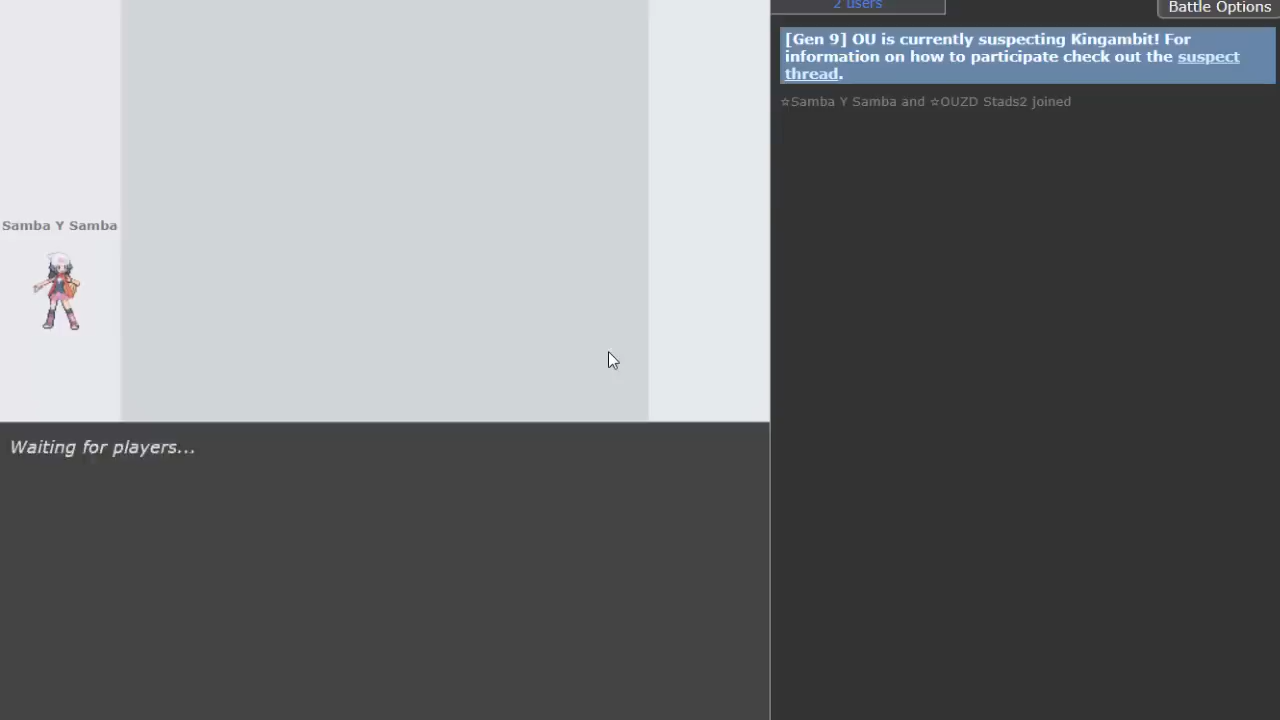 2 users
Battle Options
[Gen 9] OU is currently suspecting Kingambit! For
information on how to participate check out the suspect
thread.
☆Samba Y Samba and ☆OUZD Stads2 joined
Samba Y Samba
Waiting for players...